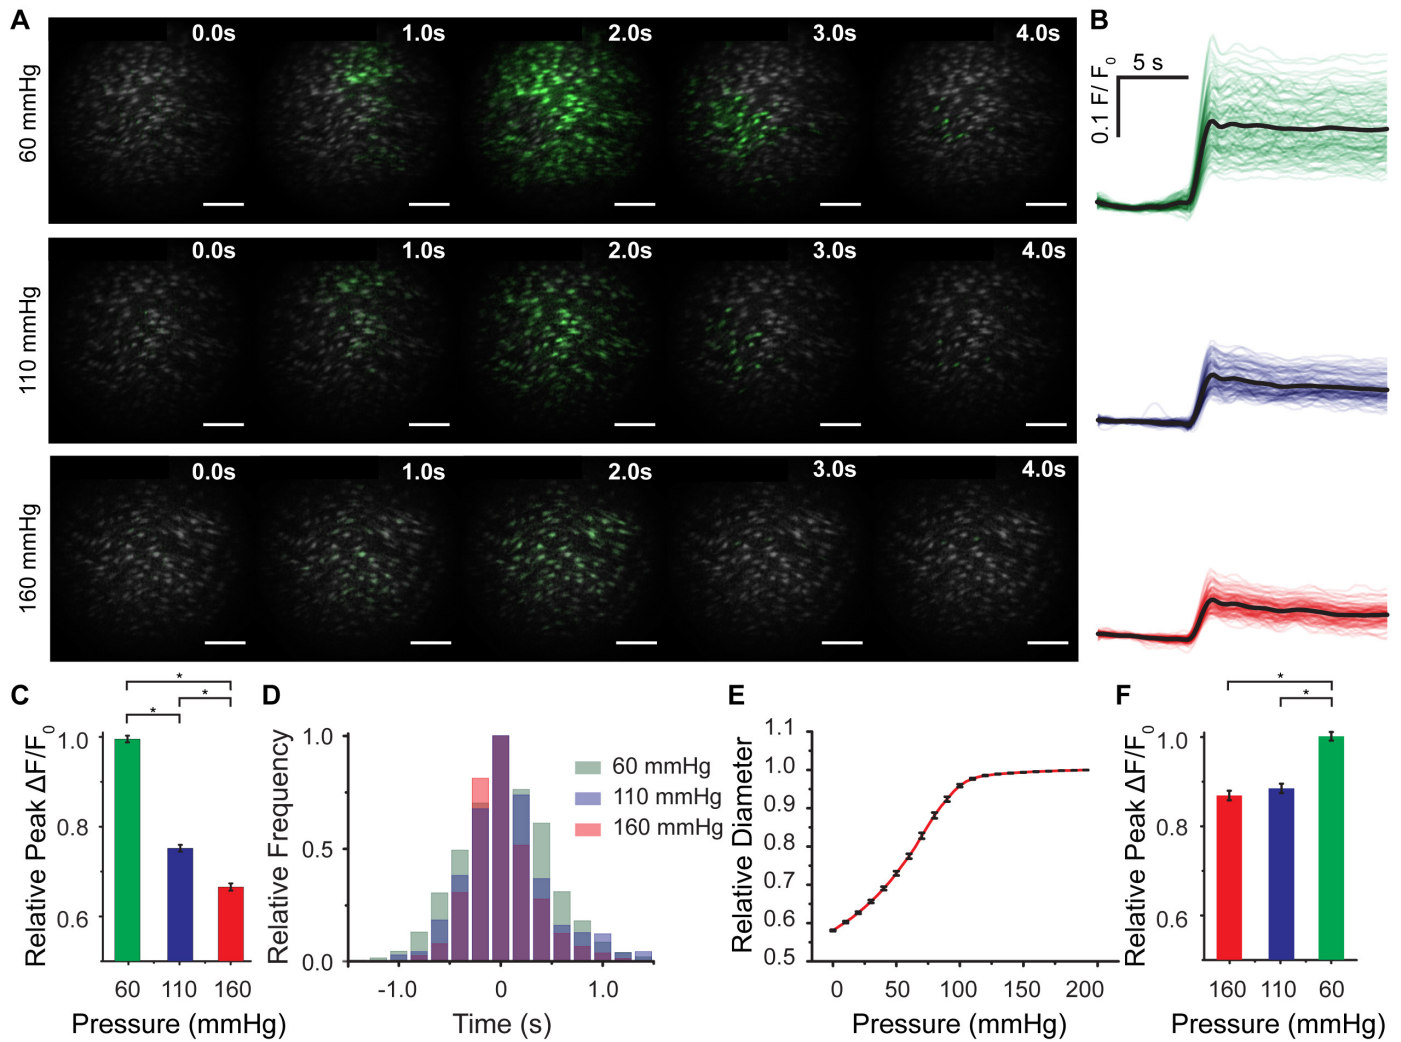 A
0.0s 1.0s 2.0s 3.0s 4.0s
60 mmHg
B
5 s
0.1 F/ F0
0.0s 1.0s 2.0s 3.0s 4.0s
110 mmHg
0.0s 1.0s 2.0s 3.0s 4.0s
160 mmHg
C
* * *
Relative Peak ΔF/F0
1.0
0.8
0.6
60 110 160
Pressure (mmHg)
D
Relative Frequency
1.0
0.5
0.0
60 mmHg
110 mmHg
160 mmHg
-1.0 0 1.0
Time (s)
E
Relative Diameter
1.1
1.0
0.9
0.8
0.7
0.6
0.5
0 50 100 150 200
Pressure (mmHg)
F
* *
Relative Peak ΔF/F0
1.0
0.8
0.6
160 110 60
Pressure (mmHg)